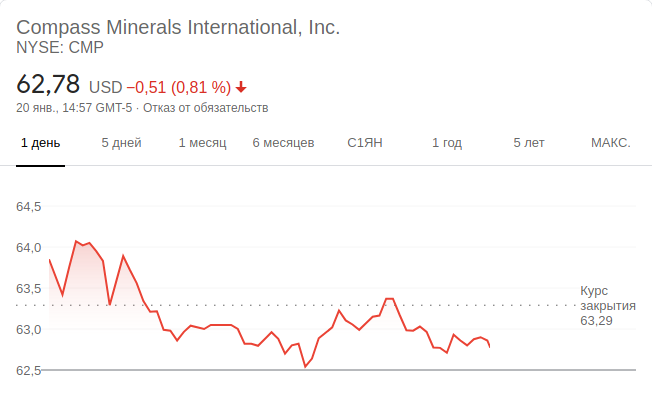 Compass Minerals International, Inc.
NYSE: CMP
62,78 USD −0,51 (0,81 %)
20 янв., 14:57 GMT-5 · Отказ от обязательств
1 день 5 дней 1 месяц 6 месяцев С1ЯН 1 год 5 лет МАКС.
64,5
64,0
63,5
63,0
62,5
Курс
закрытия
63,29